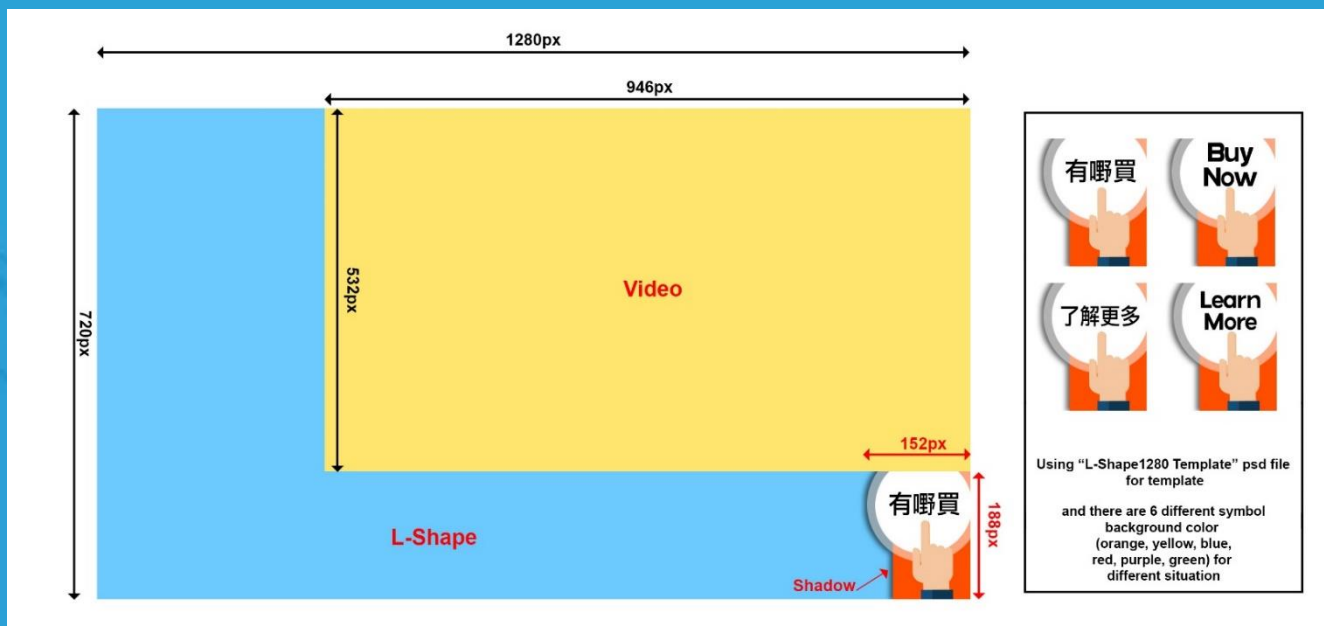 1280px
946px
720px
532px
Video
152px
有嘢買
188px
L-Shape
Shadow
有嘢買
Buy
Now
了解更多
Learn
More
Using “L-Shape1280 Template” psd file
for template
and there are 6 different symbol
background color
(orange, yellow, blue,
red, purple, green) for
different situation